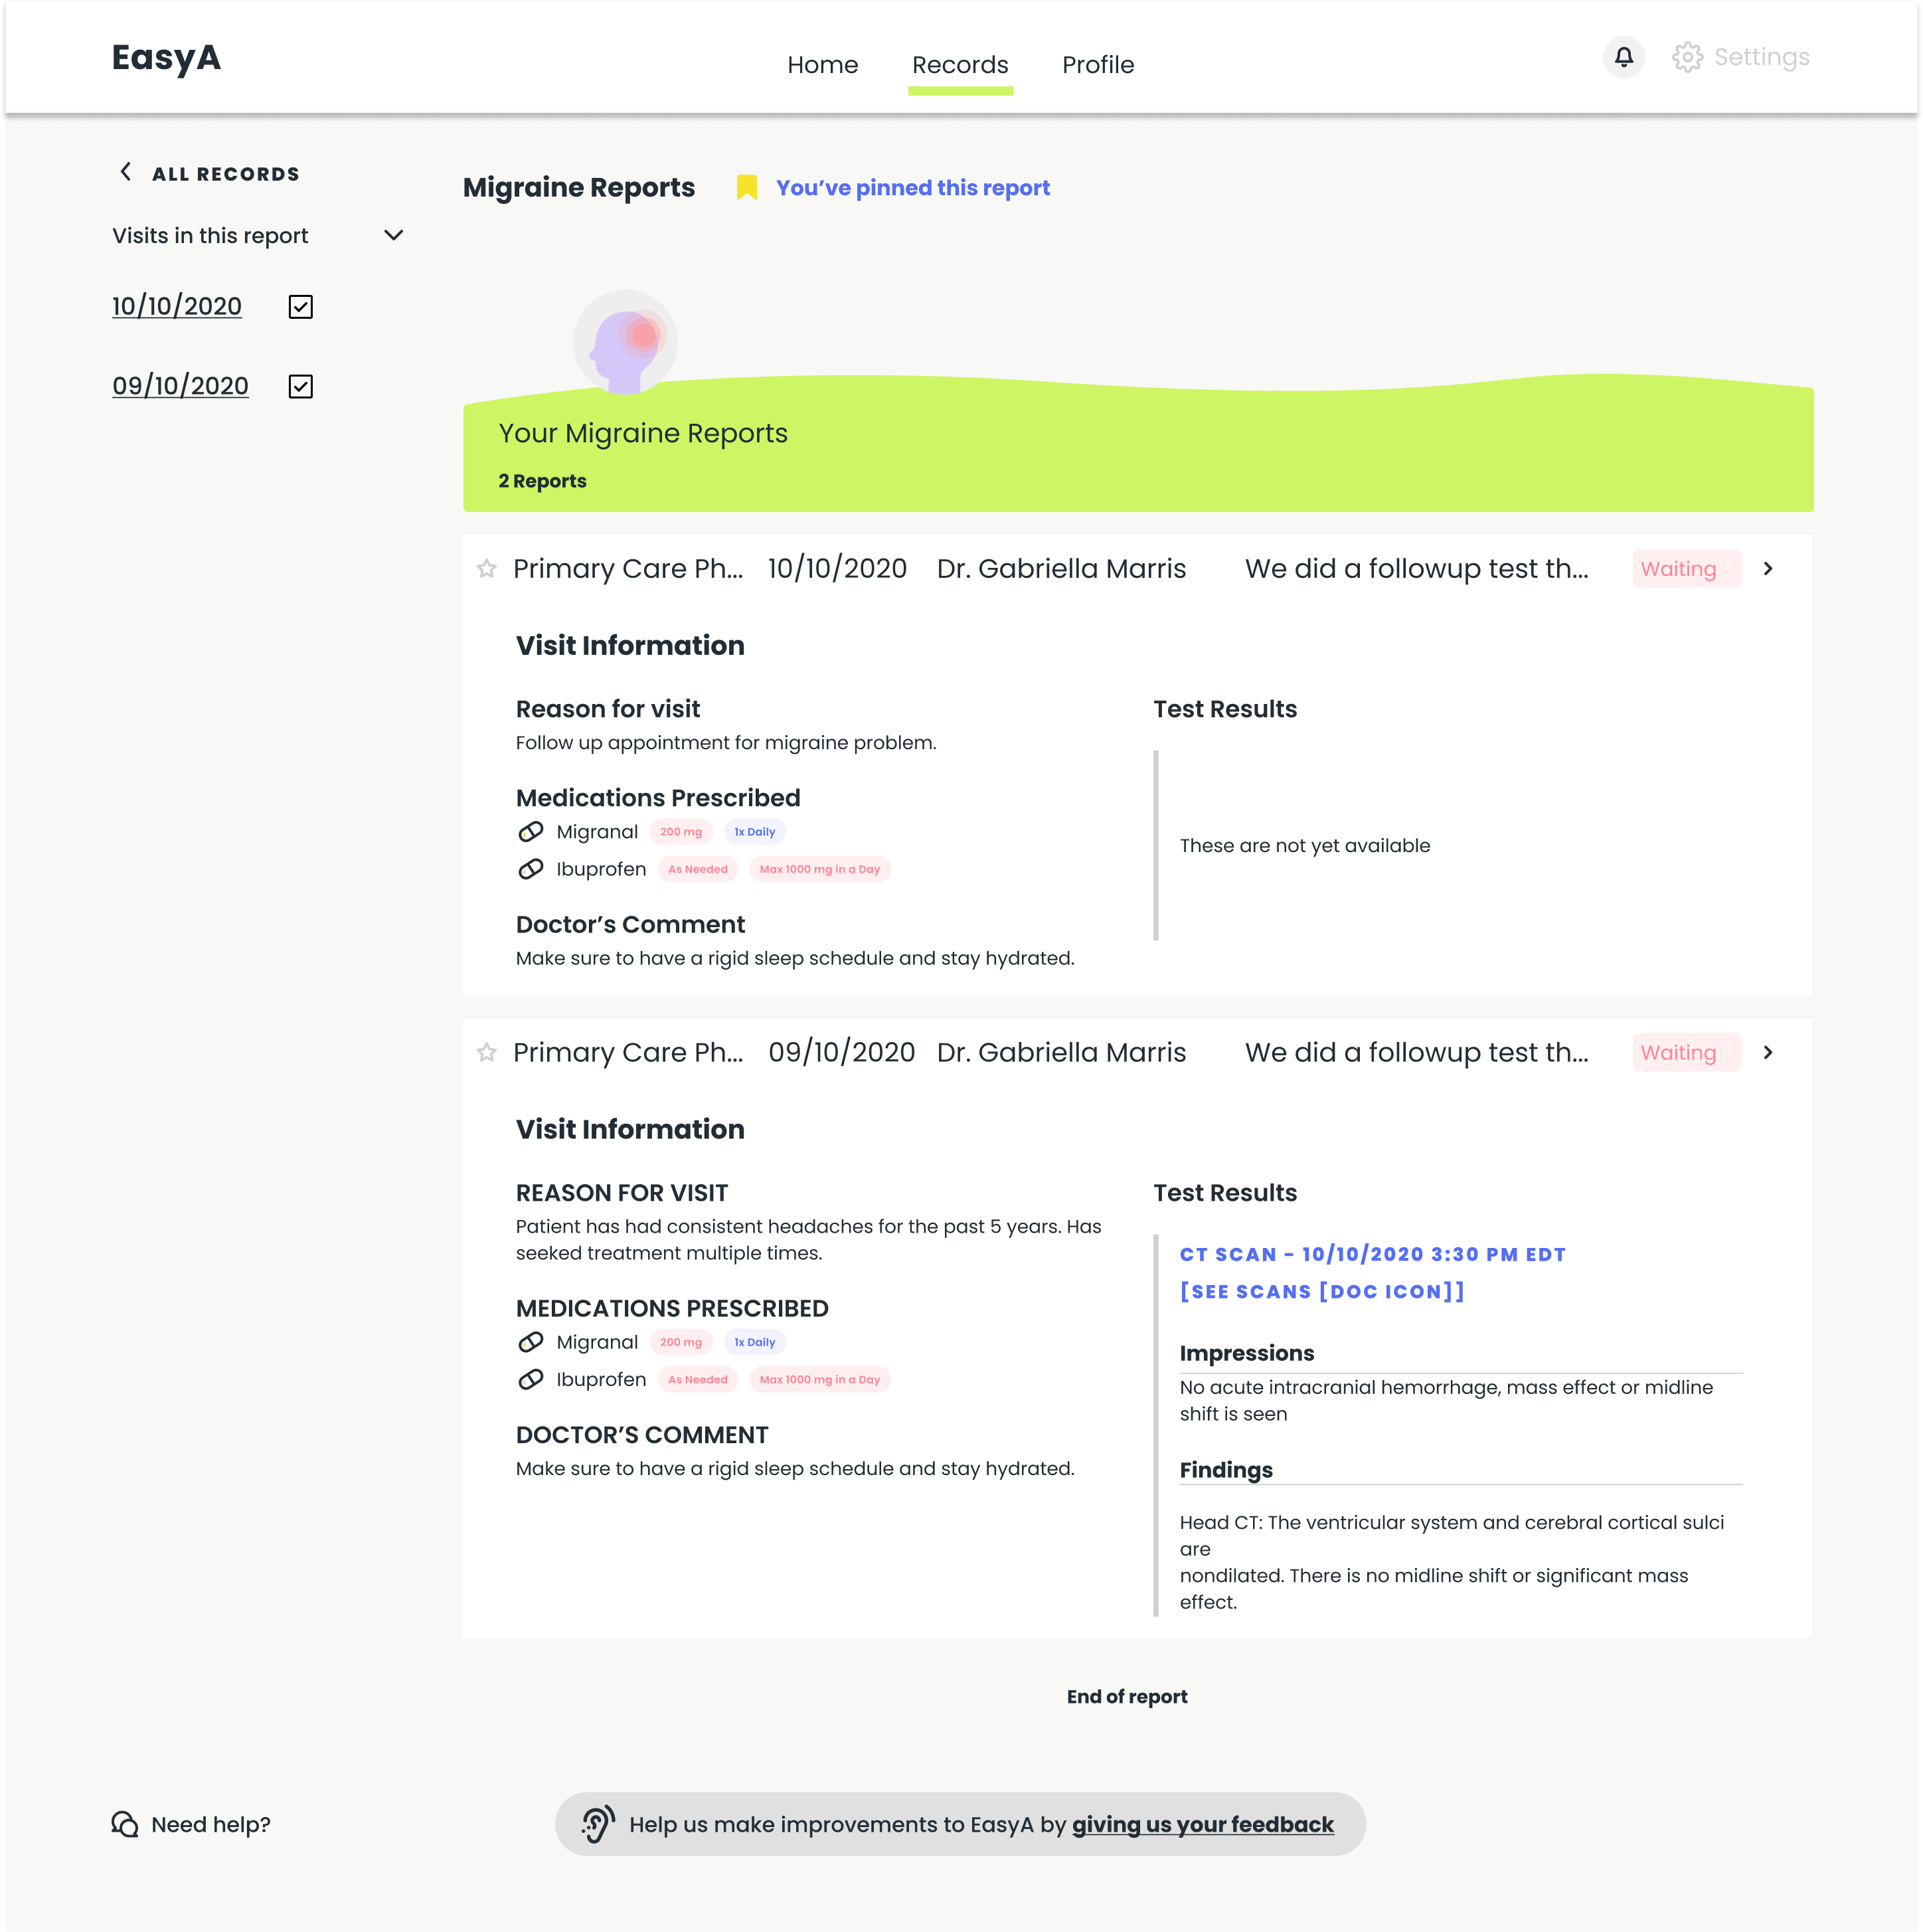 EasyA
Home Records Profile
Settings
ALL RECORDS
Visits in this report
10/10/2020
09/10/2020
Migraine Reports
You’ve pinned this report
Your Migraine Reports
2 Reports
Primary Care Ph... 10/10/2020 Dr. Gabriella Marris We did a followup test th... Waiting
Visit Information
Reason for visit
Follow up appointment for migraine problem.
Medications Prescribed
Migranal 200 mg 1x Daily
Ibuprofen As Needed Max 1000 mg in a Day
Doctor’s Comment
Make sure to have a rigid sleep schedule and stay hydrated.
Test Results
These are not yet available
Primary Care Ph... 09/10/2020 Dr. Gabriella Marris We did a followup test th... Waiting
Visit Information
REASON FOR VISIT
Patient has had consistent headaches for the past 5 years. Has
seeked treatment multiple times.
MEDICATIONS PRESCRIBED
Migranal 200 mg 1x Daily
Ibuprofen As Needed Max 1000 mg in a Day
DOCTOR’S COMMENT
Make sure to have a rigid sleep schedule and stay hydrated.
Test Results
CT SCAN - 10/10/2020 3:30 PM EDT
[SEE SCANS [DOC ICON]]
Impressions
No acute intracranial hemorrhage, mass effect or midline
shift is seen
Findings
Head CT: The ventricular system and cerebral cortical sulci
are
nondilated. There is no midline shift or significant mass
effect.
End of report
Need help?
Help us make improvements to EasyA by giving us your feedback